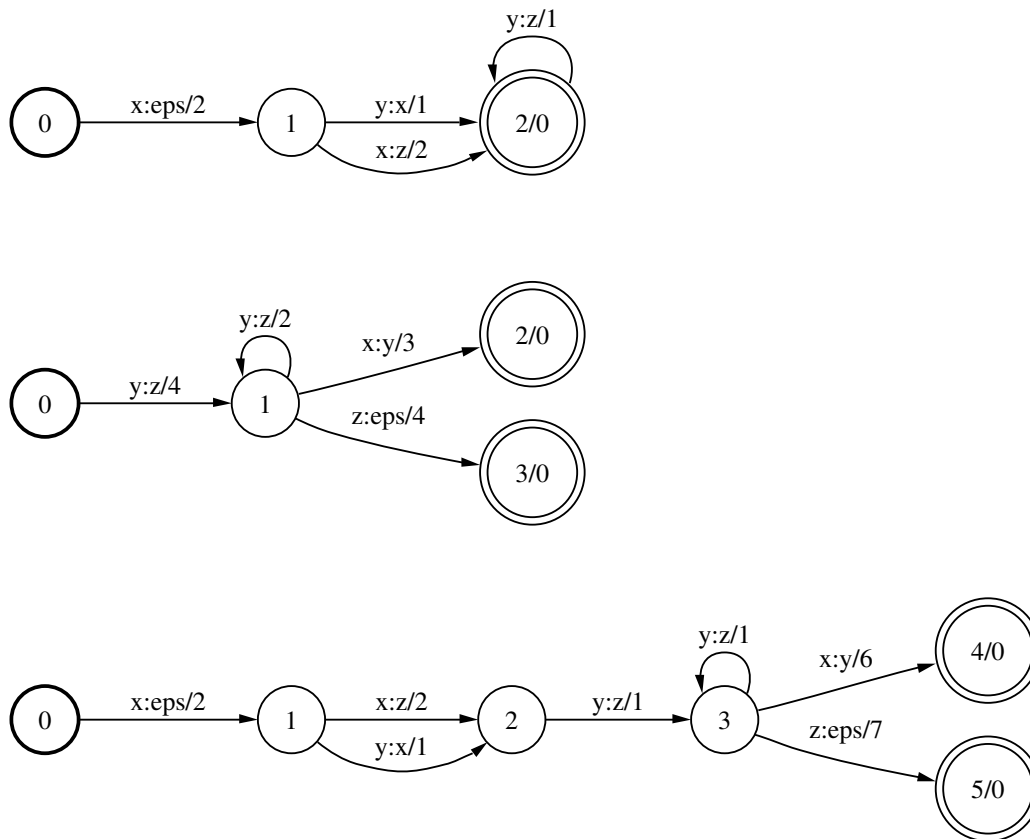 y:z/1
0 x:eps/2 1 y:x/1 2/0
x:z/2
y:z/2 x:y/3 2/0
0 y:z/4 1
z:eps/4 3/0
y:z/1 x:y/6 4/0
0 x:eps/2 1 x:z/2 2 y:z/1 3
y:x/1 z:eps/7 5/0